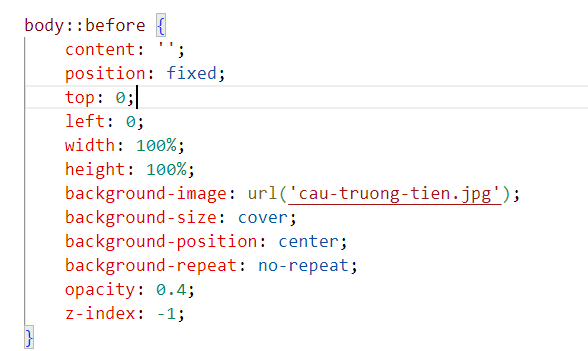 body::before {
content: '';
position: fixed;
top: 0;
left: 0;
width: 100%;
height: 100%;
background-image: url('cau-truong-tien.jpg');
background-size: cover;
background-position: center;
background-repeat: no-repeat;
opacity: 0.4;
z-index: -1;
}